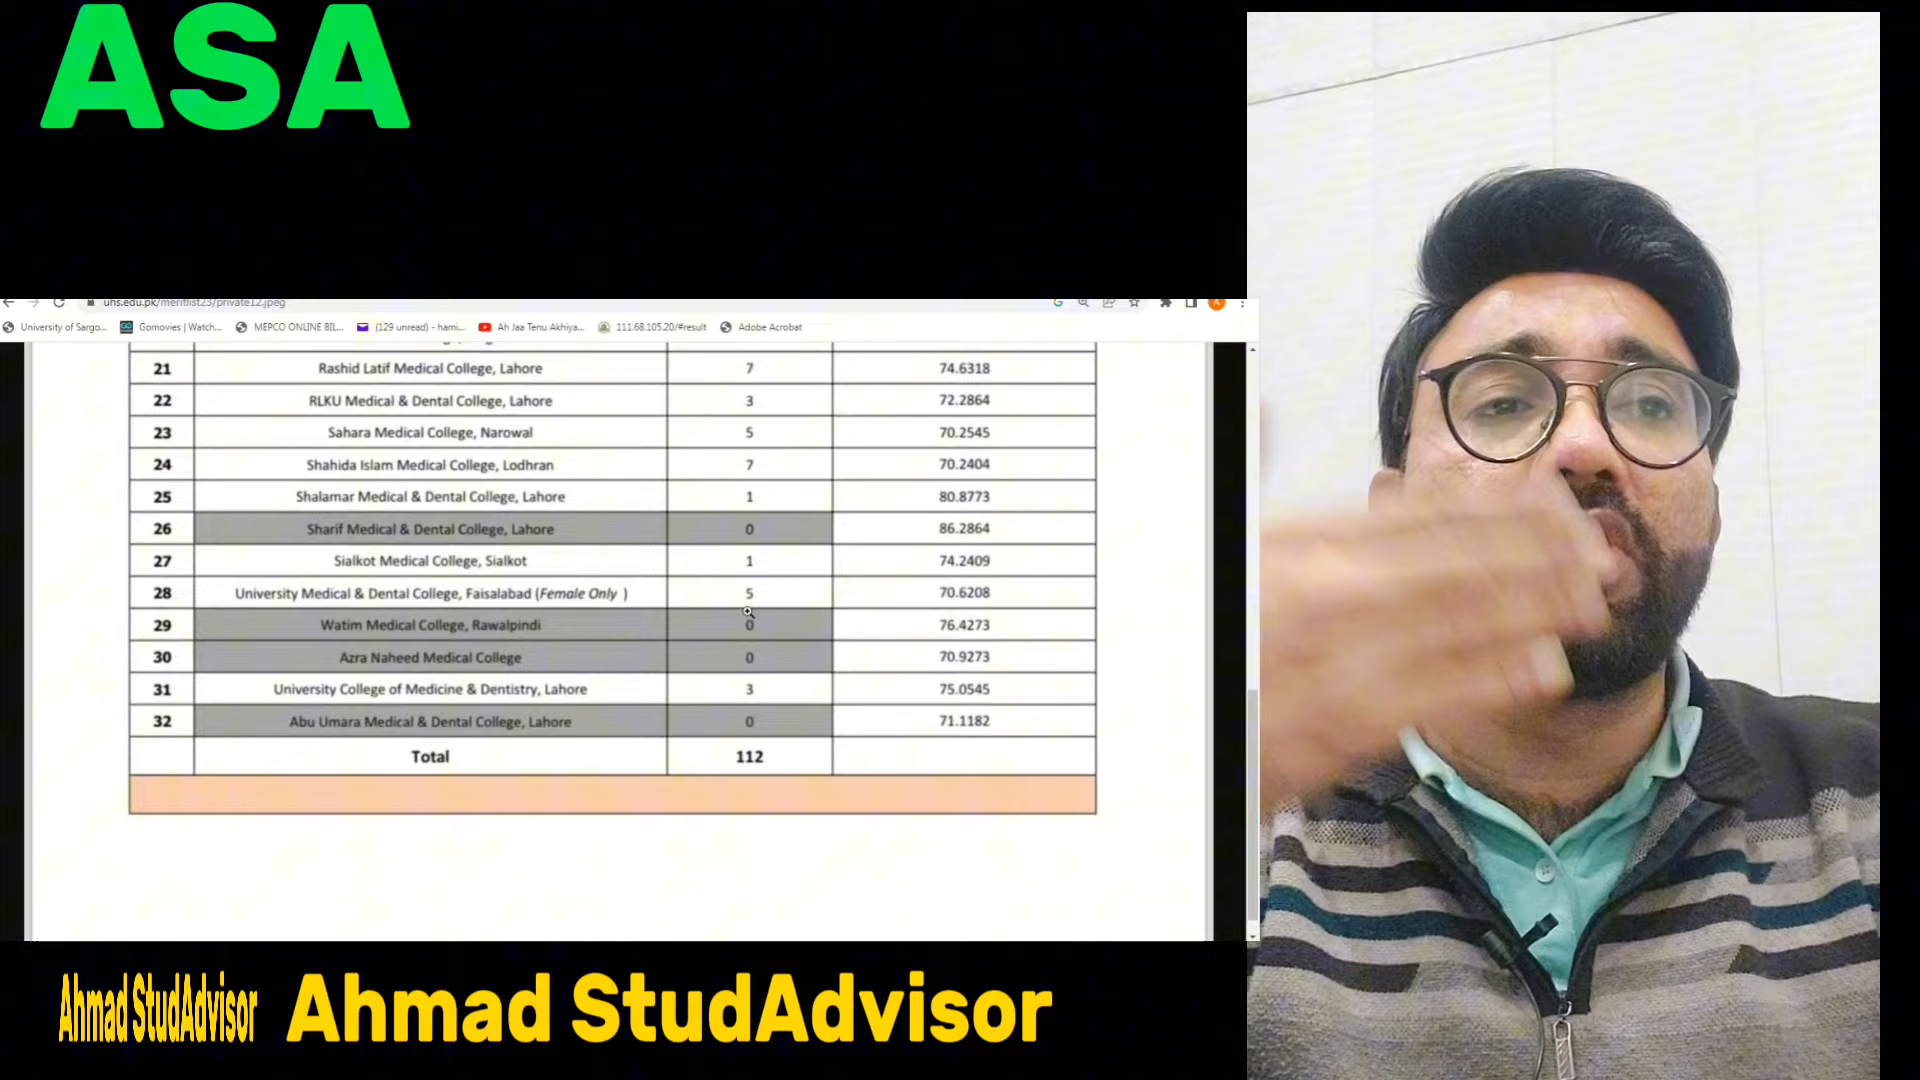 ASA
uhs.edu.pk/meritlist23/private12.jpeg
University of Sargo... Gomovies | Watch... MEPCO ONLINE BIL... (129 unread) - hami... Ah Jaa Tenu Akhiya... 111.68.105.20/#result Adobe Acrobat
21 Rashid Latif Medical College, Lahore 7 74.6318
22 RLKU Medical & Dental College, Lahore 3 72.2864
23 Sahara Medical College, Narowal 5 70.2545
24 Shahida Islam Medical College, Lodhran 7 70.2404
25 Shalamar Medical & Dental College, Lahore 1 80.8773
26 Sharif Medical & Dental College, Lahore 0 86.2864
27 Sialkot Medical College, Sialkot 1 74.2409
28 University Medical & Dental College, Faisalabad (Female Only ) 5 70.6208
29 Watim Medical College, Rawalpindi 0 76.4273
30 Azra Naheed Medical College 0 70.9273
31 University College of Medicine & Dentistry, Lahore 3 75.0545
32 Abu Umara Medical & Dental College, Lahore 0 71.1182
Total 112
Ahmad StudAdvisor Ahmad StudAdvisor